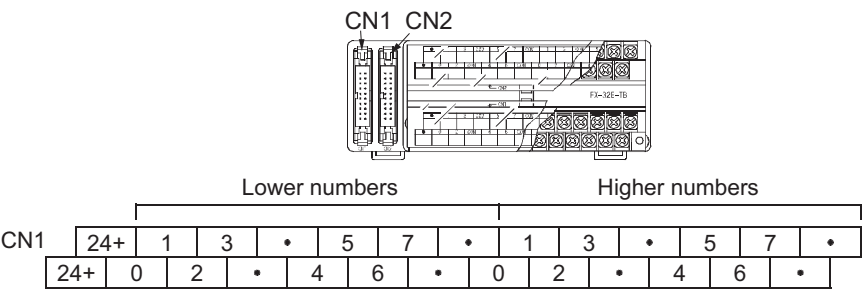 CN1 CN2
FX-32E-TB
Lower numbers Higher numbers
CN1 24+ 1 3 • 5 7 • 1 3 • 5 7 •
24+ 0 2 • 4 6 • 0 2 • 4 6 •